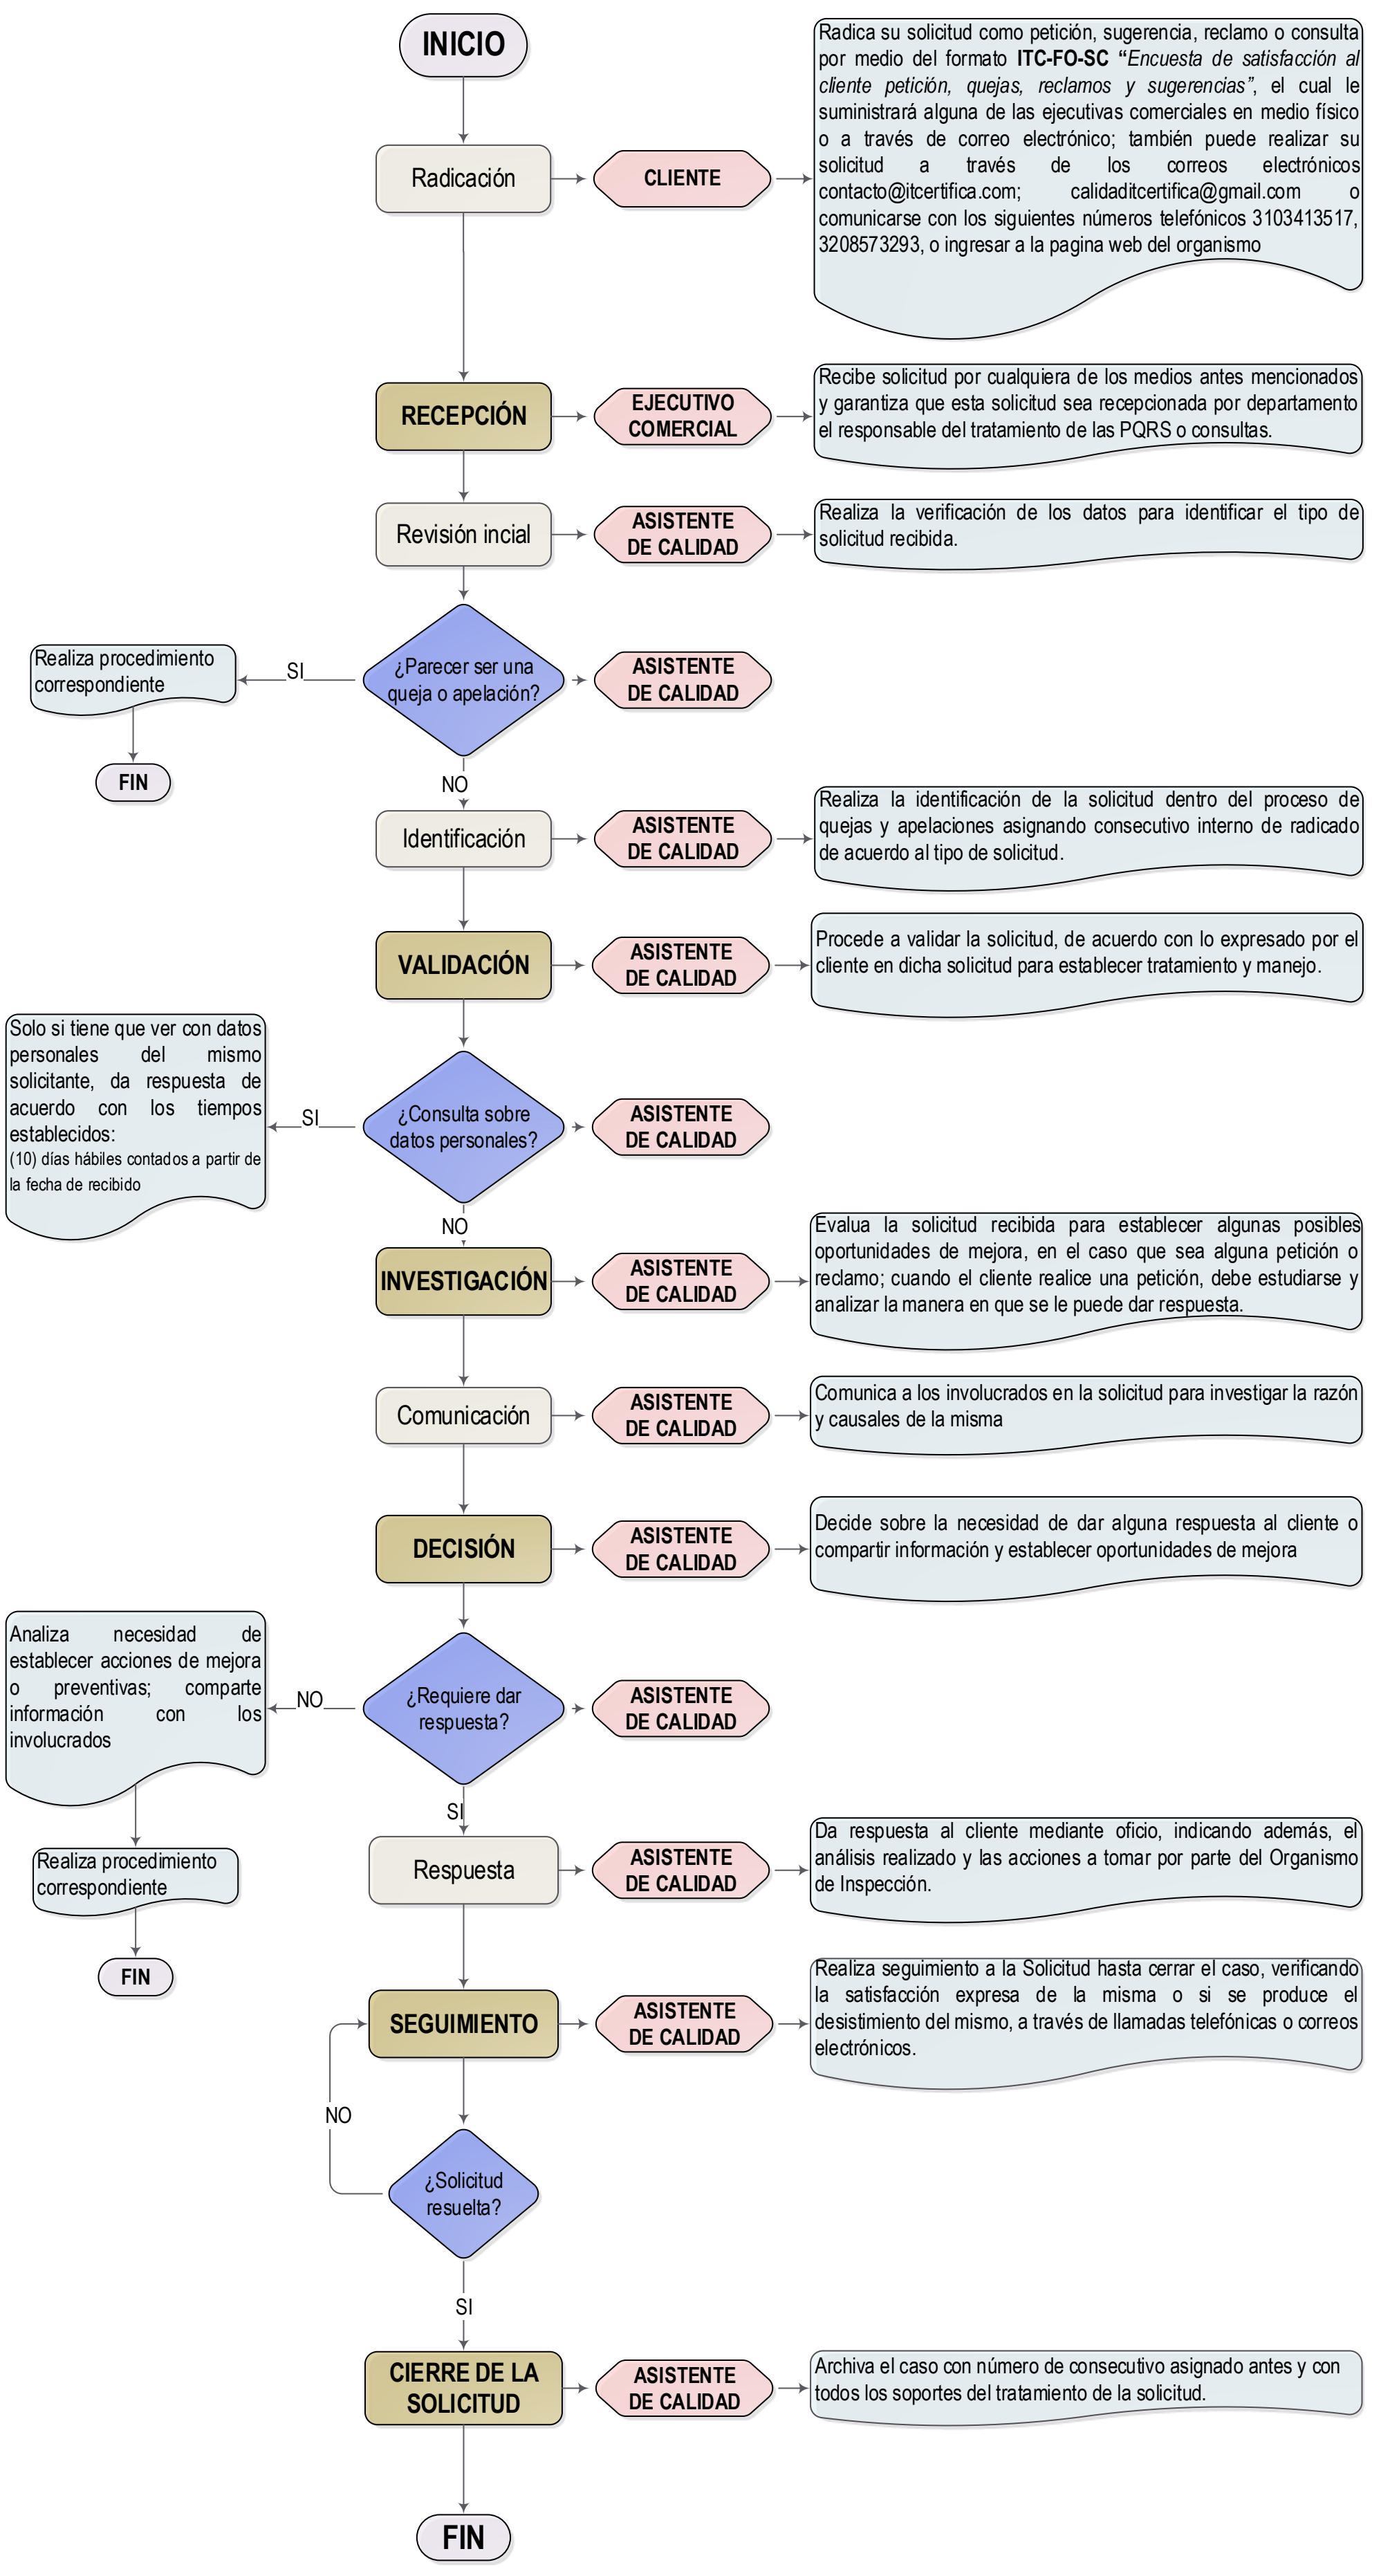 INICIO
Radica su solicitud como petición, sugerencia, reclamo o consulta
por medio del formato ITC-FO-SC “Encuesta de satisfacción al
cliente petición, quejas, reclamos y sugerencias”, el cual le
suministrará alguna de las ejecutivas comerciales en medio físico
o a través de correo electrónico; también puede realizar su
solicitud a través de los correos electrónicos
contacto@itcertifica.com; calidaditcertifica@gmail.com o
comunicarse con los siguientes números telefónicos 3103413517,
3208573293, o ingresar a la pagina web del organismo
Radicación
CLIENTE
RECEPCIÓN
EJECUTIVO
COMERCIAL
Recibe solicitud por cualquiera de los medios antes mencionados
y garantiza que esta solicitud sea recepcionada por departamento
el responsable del tratamiento de las PQRS o consultas.
Revisión incial
ASISTENTE
DE CALIDAD
Realiza la verificación de los datos para identificar el tipo de
solicitud recibida.
Realiza procedimiento
correspondiente
SI
¿Parecer ser una
queja o apelación?
ASISTENTE
DE CALIDAD
FIN
NO
Identificación
ASISTENTE
DE CALIDAD
Realiza la identificación de la solicitud dentro del proceso de
quejas y apelaciones asignando consecutivo interno de radicado
de acuerdo al tipo de solicitud.
VALIDACIÓN
ASISTENTE
DE CALIDAD
Procede a validar la solicitud, de acuerdo con lo expresado por el
cliente en dicha solicitud para establecer tratamiento y manejo.
Solo si tiene que ver con datos
personales del mismo
solicitante, da respuesta de
acuerdo con los tiempos
establecidos:
(10) días hábiles contados a partir de
la fecha de recibido
SI
¿Consulta sobre
datos personales?
ASISTENTE
DE CALIDAD
NO
INVESTIGACIÓN
ASISTENTE
DE CALIDAD
Evalua la solicitud recibida para establecer algunas posibles
oportunidades de mejora, en el caso que sea alguna petición o
reclamo; cuando el cliente realice una petición, debe estudiarse y
analizar la manera en que se le puede dar respuesta.
Comunicación
ASISTENTE
DE CALIDAD
Comunica a los involucrados en la solicitud para investigar la razón
y causales de la misma
DECISIÓN
ASISTENTE
DE CALIDAD
Decide sobre la necesidad de dar alguna respuesta al cliente o
compartir información y establecer oportunidades de mejora
Analiza necesidad de
establecer acciones de mejora
o preventivas; comparte
información con los
involucrados
NO
¿Requiere dar
respuesta?
ASISTENTE
DE CALIDAD
SI
Realiza procedimiento
correspondiente
FIN
Respuesta
ASISTENTE
DE CALIDAD
Da respuesta al cliente mediante oficio, indicando además, el
análisis realizado y las acciones a tomar por parte del Organismo
de Inspección.
SEGUIMIENTO
ASISTENTE
DE CALIDAD
Realiza seguimiento a la Solicitud hasta cerrar el caso, verificando
la satisfacción expresa de la misma o si se produce el
desistimiento del mismo, a través de llamadas telefónicas o correos
electrónicos.
NO
¿Solicitud
resuelta?
SI
CIERRE DE LA
SOLICITUD
ASISTENTE
DE CALIDAD
Archiva el caso con número de consecutivo asignado antes y con
todos los soportes del tratamiento de la solicitud.
FIN